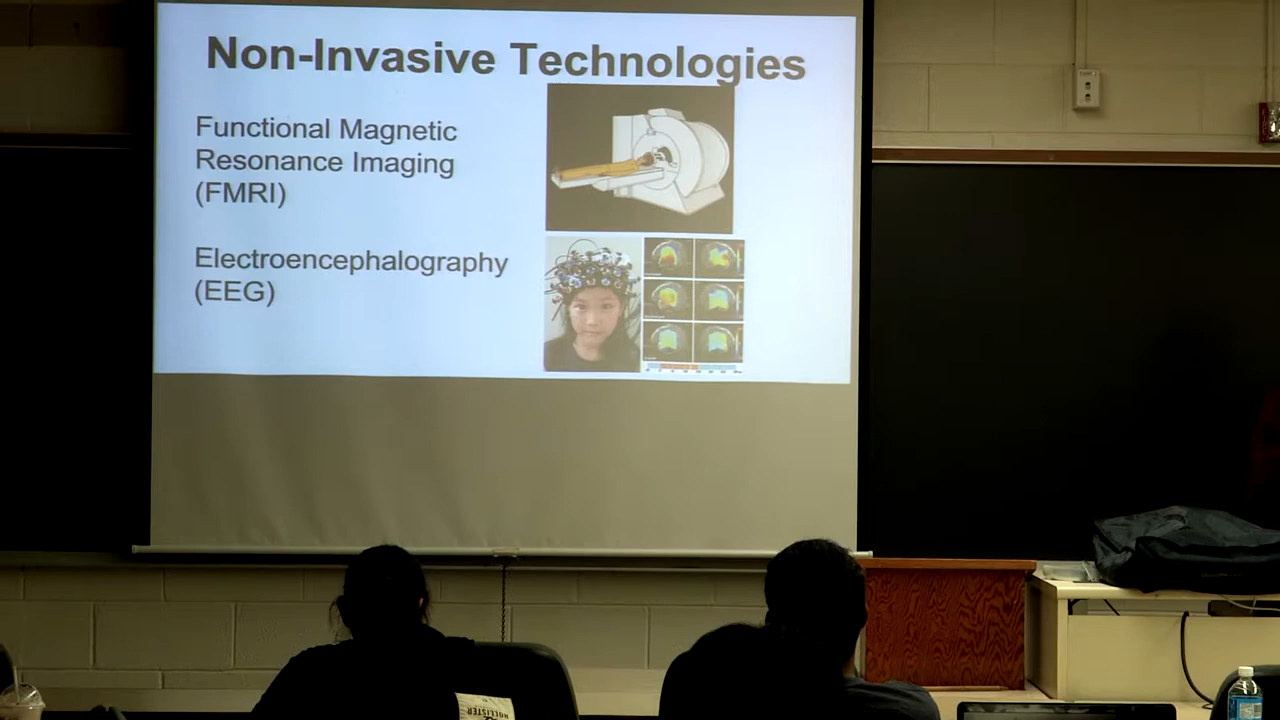 Non-Invasive Technologies
Functional Magnetic
Resonance Imaging
(FMRI)
Electroencephalography
(EEG)
HOLLISTER